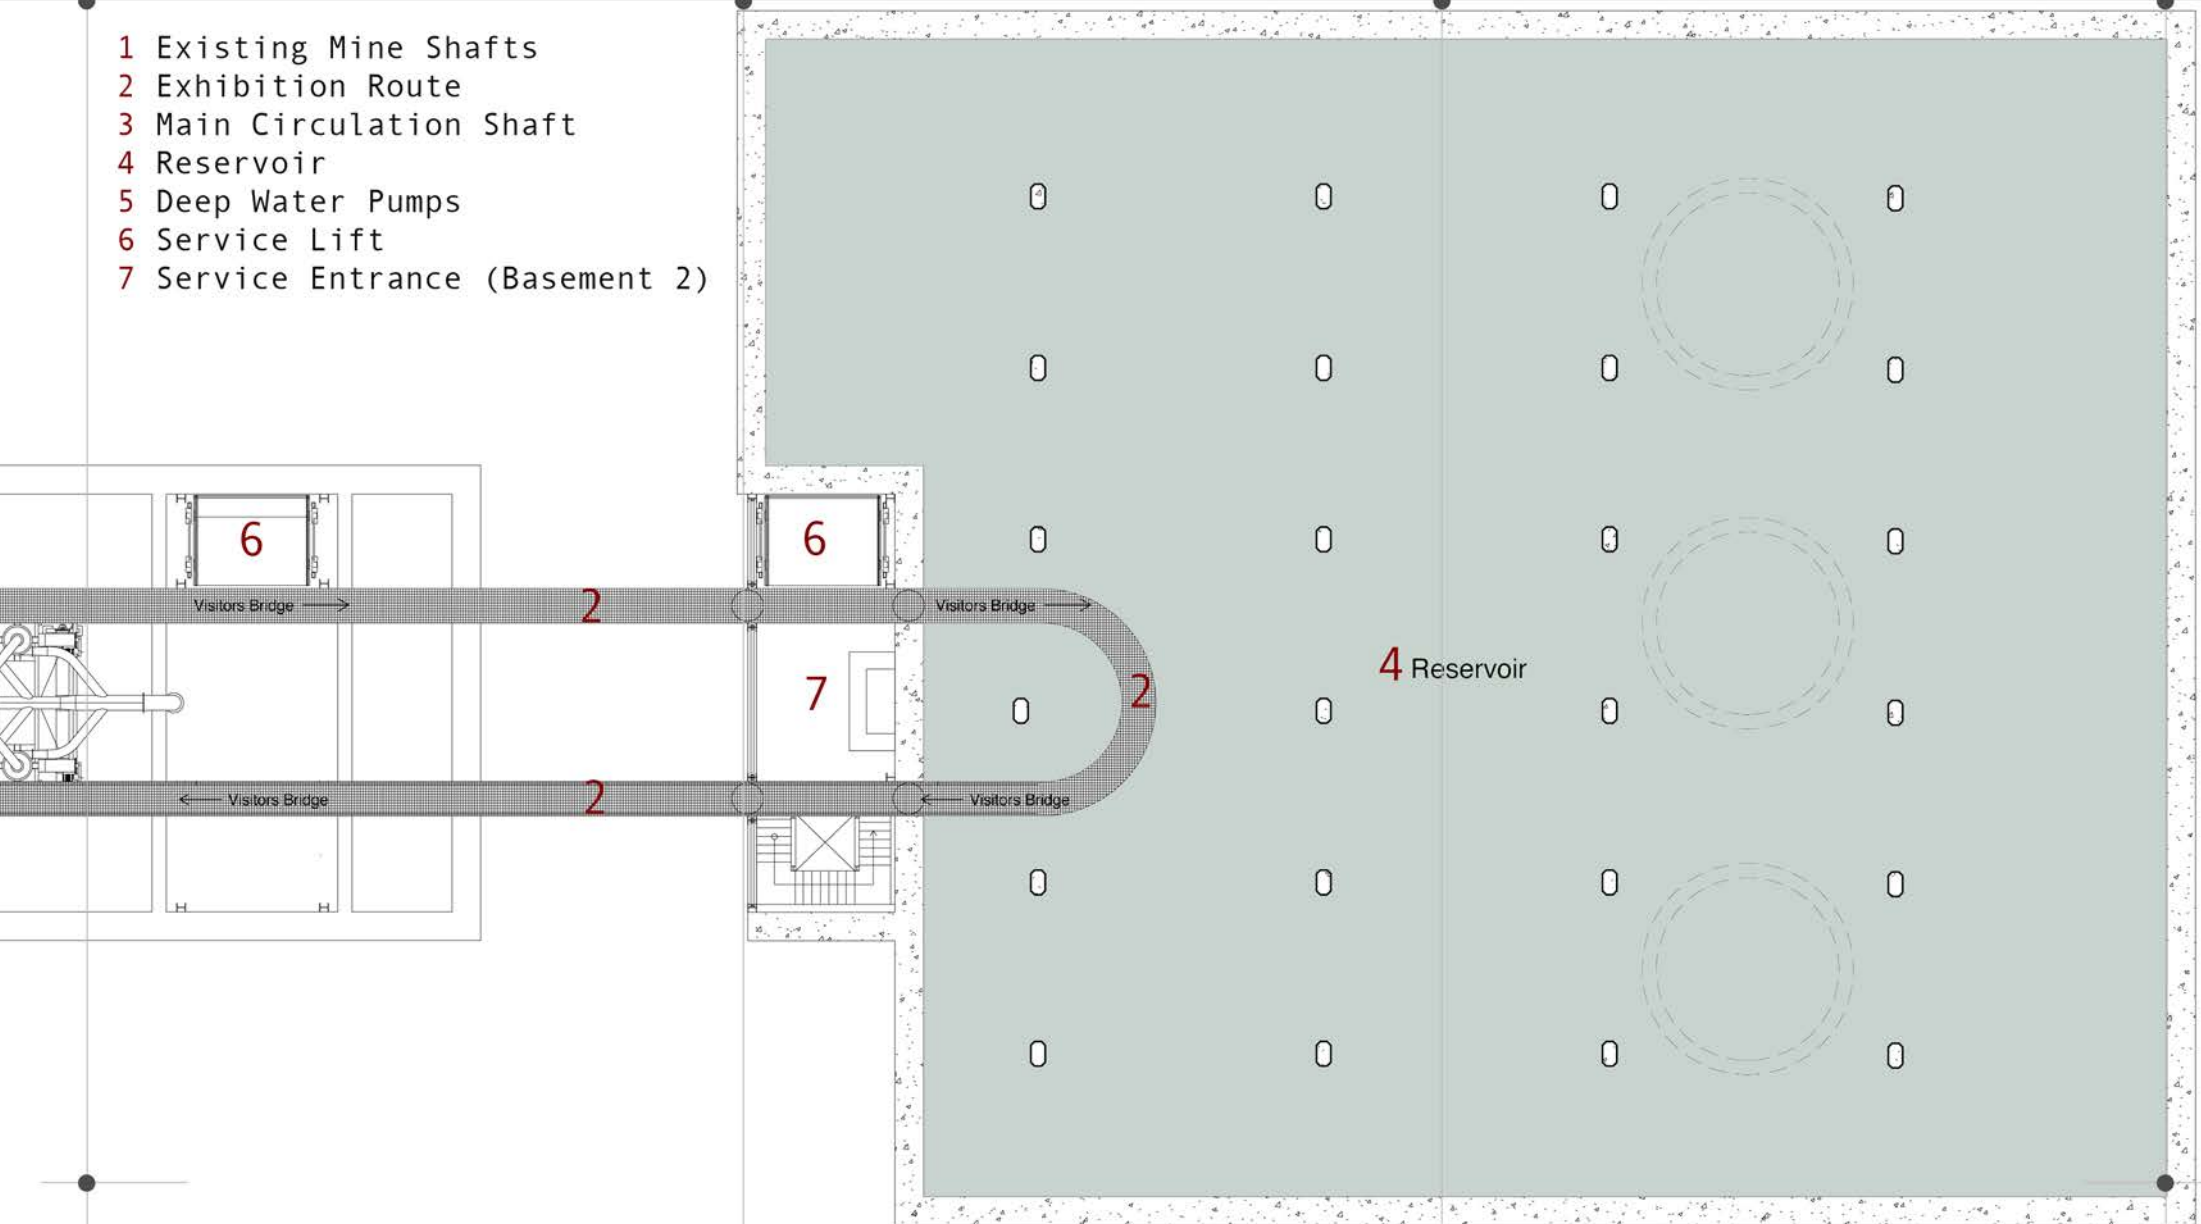 1 Existing Mine Shafts
2 Exhibition Route
3 Main Circulation Shaft
4 Reservoir
5 Deep Water Pumps
6 Service Lift
7 Service Entrance (Basement 2)
6
6
Visitors Bridge
2
Visitors Bridge
4 Reservoir
7
2
Visitors Bridge
2
Visitors Bridge